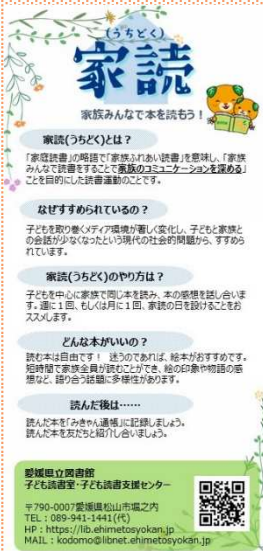 (うちどく)
家読
家族みんなで本を読もう！
家読(うちどく)とは？
「家庭読書」の略語で「家族ふれあい読書」を意味し、「家族
みんなで読書をすることで家族のコミュニケーションを深める」
ことを目的にした読書運動のことです。
なぜすすめられているの？
子どもを取り巻くメディア環境が著しく変化し、子どもと家族と
の会話が少なくなったという現代の社会的問題から、すすめら
れています。
家読(うちどく)のやり方は？
子どもを中心に家族で同じ本を読み、本の感想を話し合いま
す。週に１回、もしくは月に１回、家読の日を設けることをお
ススメします。
どんな本がいいの？
読む本は自由です！ 迷うのであれば、絵本がおすすめです。
短時間で家族全員が読むことができ、絵の印象や物語の感
想など、語り合う話題に多様性があります。
読んだ後は……
読んだ本を「みきゃん通帳」に記録しましょう。
読んだ本を友だちと紹介し合いましょう。
愛媛県立図書館
子ども読書室・子ども読書支援センター
〒790-0007愛媛県松山市堀之内
TEL：089-941-1441(代)
HP：https://lib.ehimetosyokan.jp
MAIL：kodomo@libnet.ehimetosyokan.jp